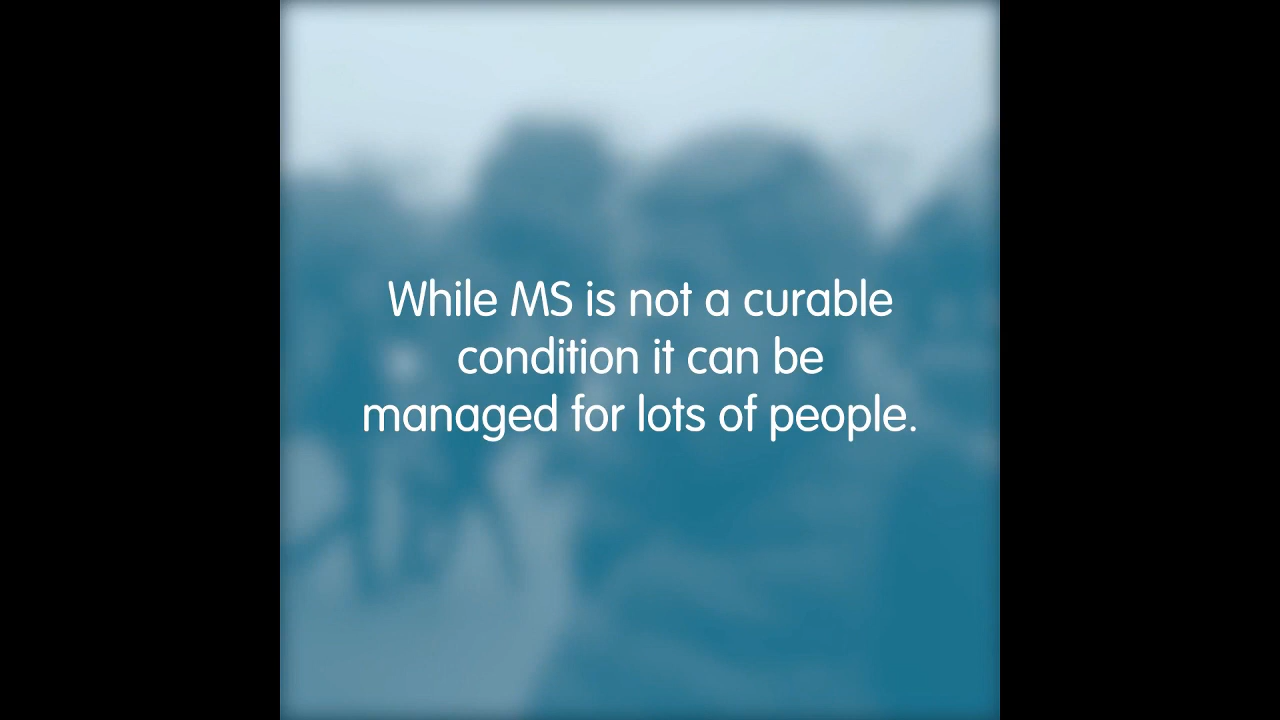 While MS is not a curable
condition it can be
managed for lots of people.